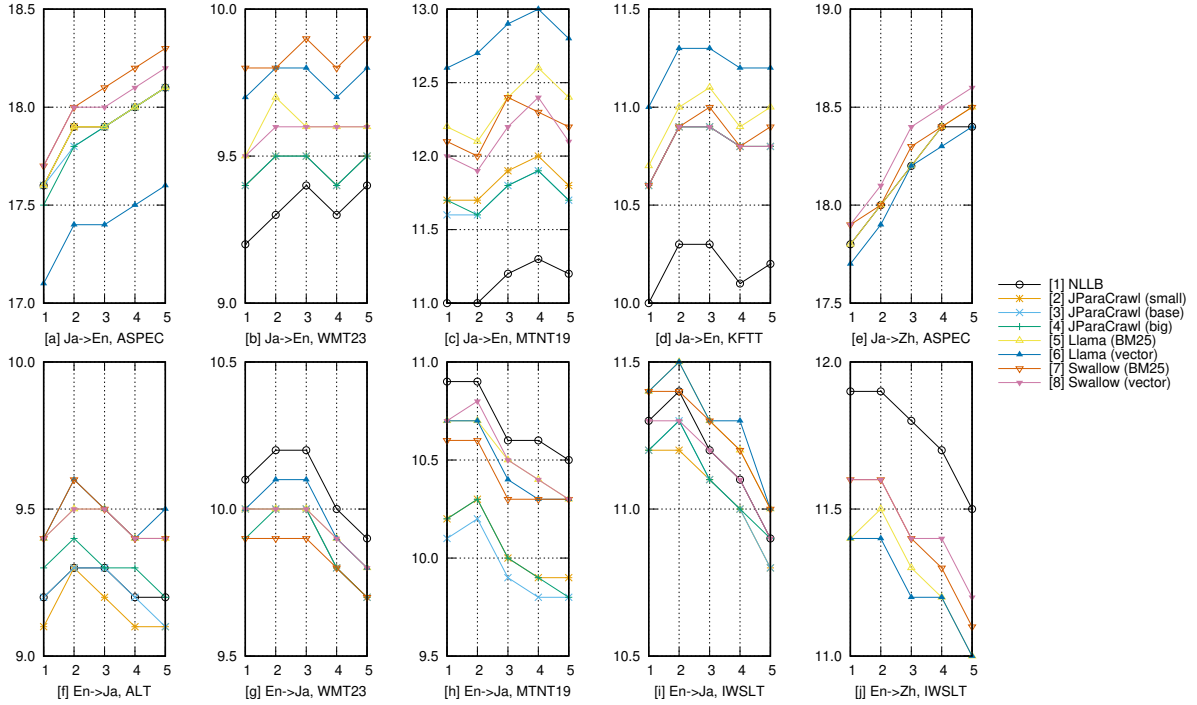 18.5
18.0
17.5
17.0
1 2 3 4 5
[a] Ja->En, ASPEC
10.0
9.5
9.0
1 2 3 4 5
[b] Ja->En, WMT23
13.0
12.5
12.0
11.5
11.0
1 2 3 4 5
[c] Ja->En, MTNT19
11.5
11.0
10.5
10.0
1 2 3 4 5
[d] Ja->En, KFTT
19.0
18.5
18.0
17.5
1 2 3 4 5
[e] Ja->Zh, ASPEC
[1] NLLB
[2] JParaCrawl (small)
[3] JParaCrawl (base)
[4] JParaCrawl (big)
[5] Llama (BM25)
[6] Llama (vector)
[7] Swallow (BM25)
[8] Swallow (vector)
10.0
9.5
9.0
1 2 3 4 5
[f] En->Ja, ALT
10.5
10.0
9.5
1 2 3 4 5
[g] En->Ja, WMT23
11.0
10.5
10.0
9.5
1 2 3 4 5
[h] En->Ja, MTNT19
11.5
11.0
10.5
1 2 3 4 5
[i] En->Ja, IWSLT
12.0
11.5
11.0
1 2 3 4 5
[j] En->Zh, IWSLT